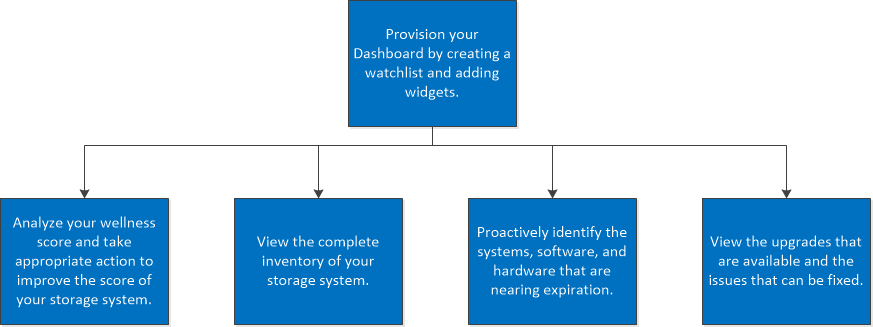 Provision your
Dashboard by creating a
watchlist and adding
widgets.
Analyze your wellness
score and take
appropriate action to
improve the score of
your storage system.
View the complete
inventory of your
storage system.
Proactively identify the
systems, software, and
hardware that are
nearing expiration.
View the upgrades that
are available and the
issues that can be fixed.